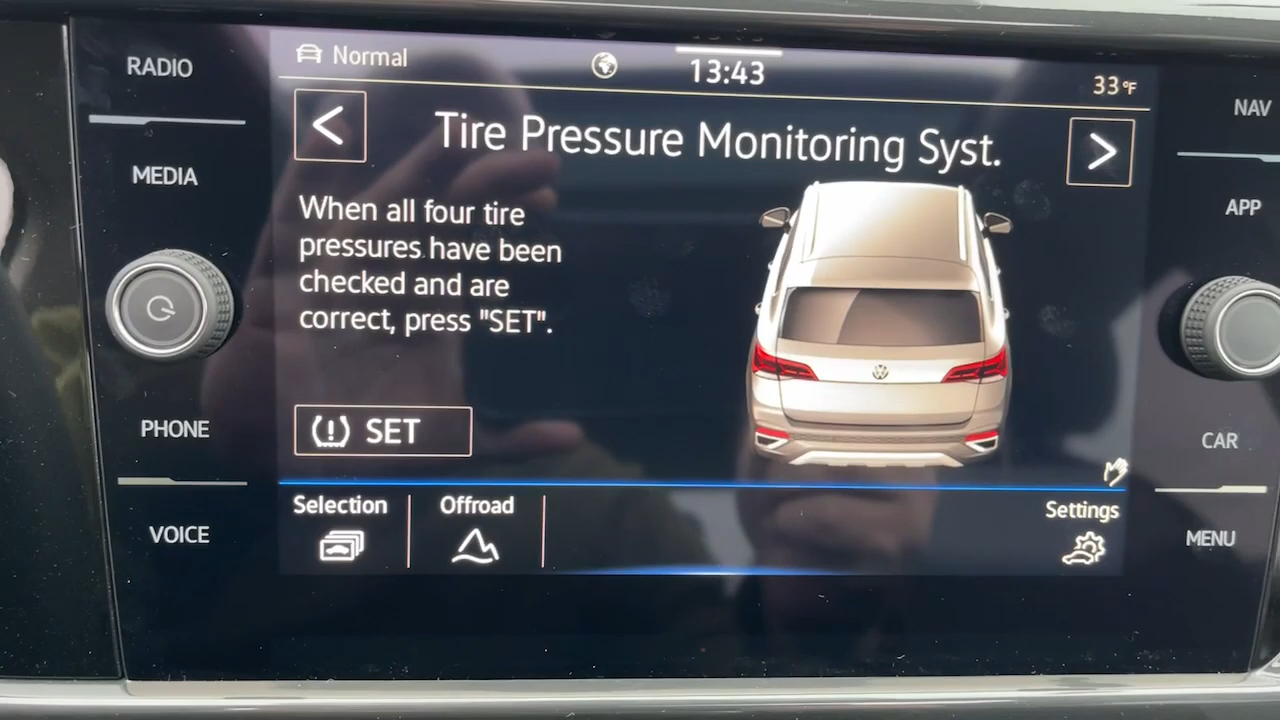 RADIO
MEDIA
PHONE
VOICE
Normal
13:43
33°F
<
Tire Pressure Monitoring Syst.
>
When all four tire
pressures have been
checked and are
correct, press "SET".
SET
Selection
Offroad
Settings
NAV
APP
CAR
MENU